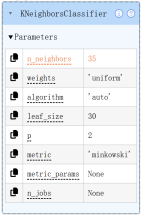 KNeighborsClassifier
Parameters
n_neighbors 35
weights 'uniform'
algorithm 'auto'
leaf_size 30
p 2
metric 'minkowski'
metric_params None
n_jobs None